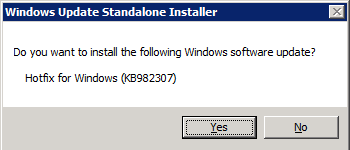 Windows Update Standalone Installer
Do you want to install the following Windows software update?
Hotfix for Windows (KB982307)
Yes No